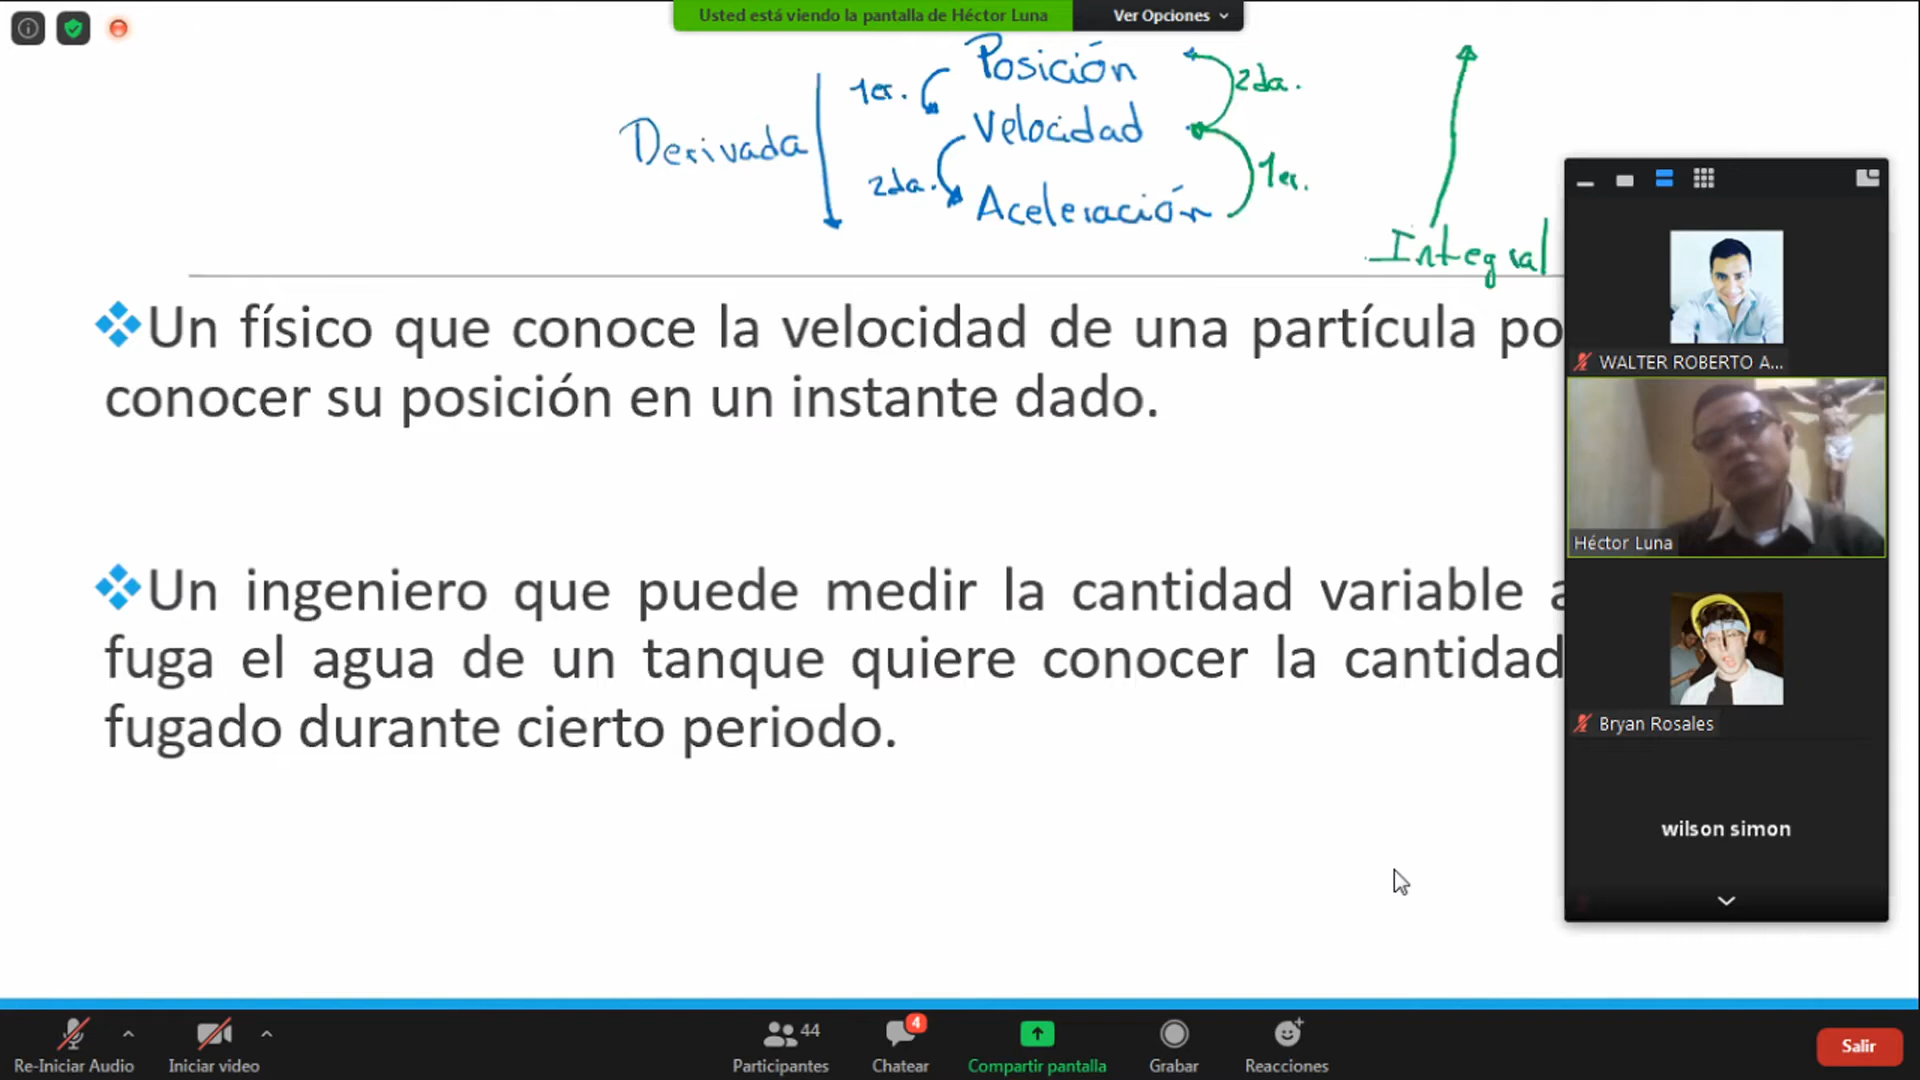 Usted está viendo la pantalla de Héctor Luna
Ver Opciones
Posición
1er.
2da.
Velocidad
Derivada
2da.
1er.
Aceleración
Integral
Un físico que conoce la velocidad de una partícula po
conocer su posición en un instante dado.
Un ingeniero que puede medir la cantidad variable a
fuga el agua de un tanque quiere conocer la cantidad
fugado durante cierto periodo.
WALTER ROBERTO A...
Héctor Luna
Bryan Rosales
wilson simon
44
4
Re-Iniciar Audio
Iniciar video
Participantes
Chatear
Compartir pantalla
Grabar
Reacciones
Salir